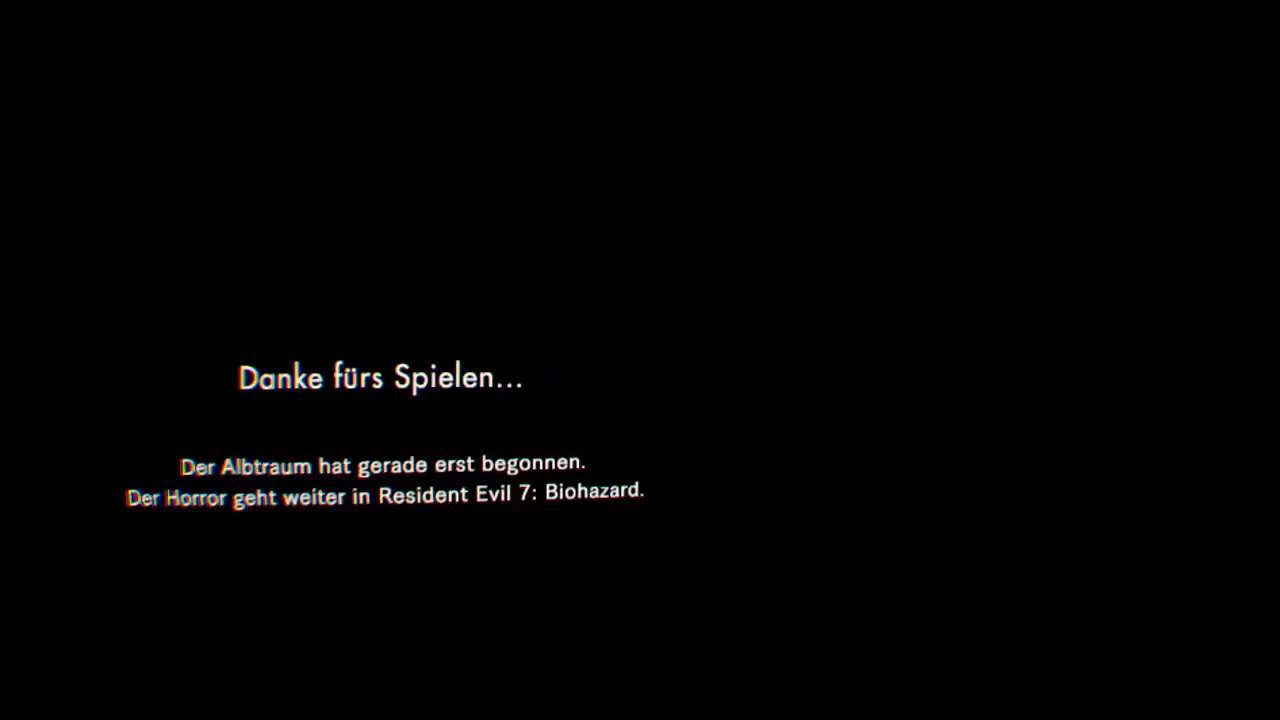 Danke fürs Spielen...
Der Albtraum hat gerade erst begonnen.
Der Horror geht weiter in Resident Evil 7: Biohazard.